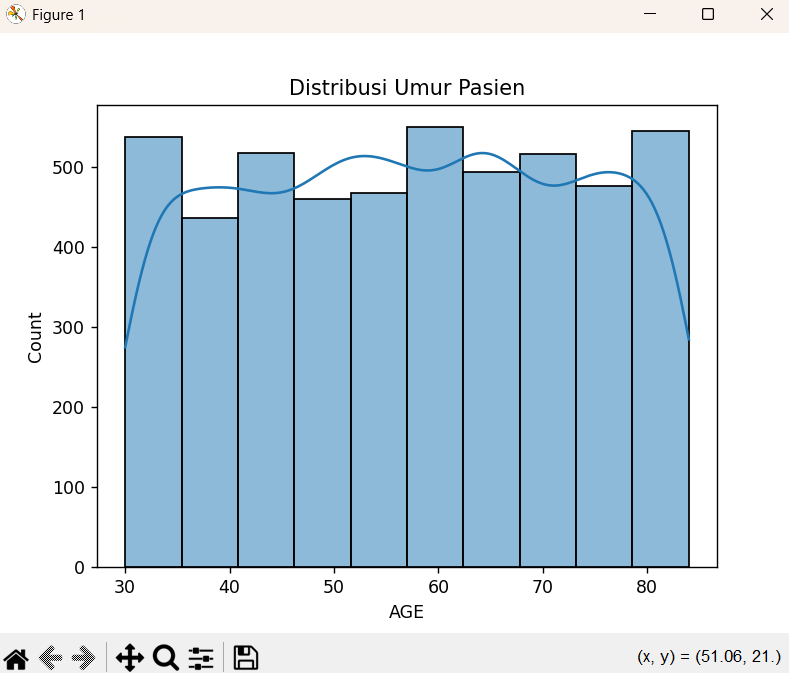 Figure 1
Distribusi Umur Pasien
500
400
300
200
100
0
Count
30 40 50 60 70 80
AGE
(x, y) = (51.06, 21.)